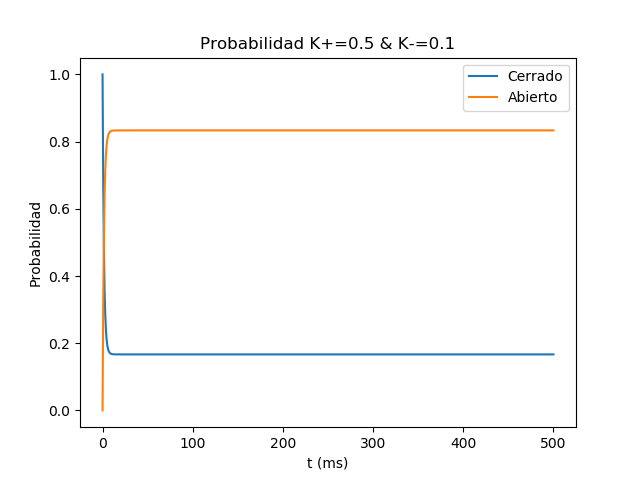 Probabilidad K+=0.5 & K-=0.1
Cerrado
Abierto
Probabilidad
1.0
0.8
0.6
0.4
0.2
0.0
0 100 200 300 400 500
t (ms)